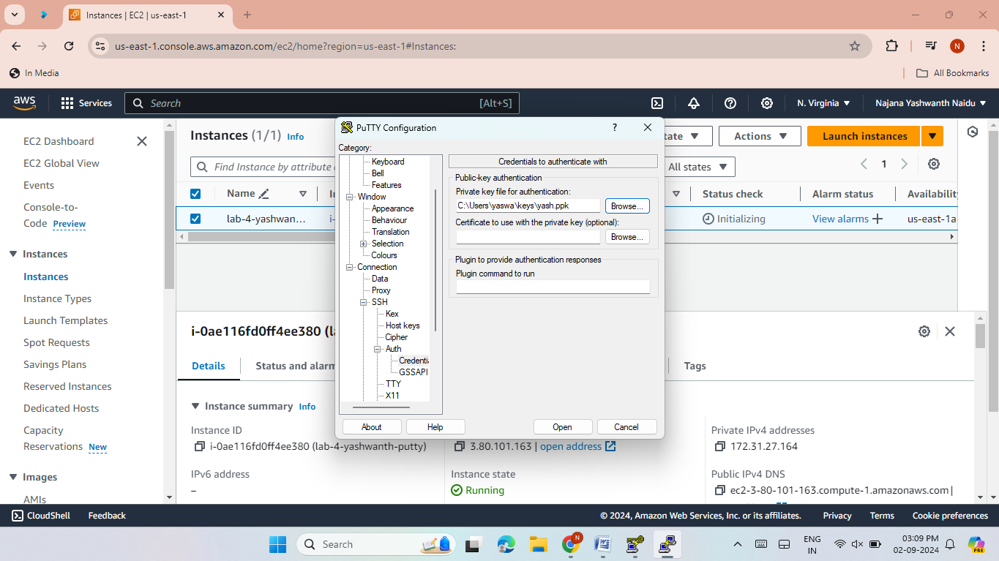 Instances | EC2 | us-east-1
us-east-1.console.aws.amazon.com/ec2/home?region=us-east-1#Instances:
N
In Media
All Bookmarks
aws
Services
Search
[Alt+S]
N. Virginia
Najana Yashwanth Naidu
EC2 Dashboard
EC2 Global View
Events
Console-to-
Code Preview
Instances
Instances
Instance Types
Launch Templates
Spot Requests
Savings Plans
Reserved Instances
Dedicated Hosts
Capacity
Reservations New
Images
AMIs
Instances (1/1) Info
Actions
Launch instances
Find Instance by attribute
All states
1
Name
Status check
Alarm status
Availability
lab-4-yashwan...
i-
Initializing
View alarms
us-east-1a
PuTTY Configuration
?
Category:
Keyboard
Bell
Features
Window
Appearance
Behaviour
Translation
Selection
Colours
Connection
Data
Proxy
SSH
Kex
Host keys
Cipher
Auth
Credentia
GSSAPI
TTY
X11
Credentials to authenticate with
Public-key authentication
Private key file for authentication:
C:\Users\yaswa\keys\yash.ppk
Browse...
Certificate to use with the private key (optional):
Browse...
Plugin to provide authentication responses
Plugin command to run
About
Help
Open
Cancel
i-0ae116fd0ff4ee380 (l
Details
Status and alarm
Tags
Instance summary Info
Instance ID
i-0ae116fd0ff4ee380 (lab-4-yashwanth-putty)
3.80.101.163 | open address
Private IPv4 addresses
172.31.27.164
IPv6 address
–
Instance state
Running
Public IPv4 DNS
ec2-3-80-101-163.compute-1.amazonaws.com |
CloudShell
Feedback
© 2024, Amazon Web Services, Inc. or its affiliates.
Privacy
Terms
Cookie preferences
Search
N
ENG
IN
03:09 PM
02-09-2024
PRE